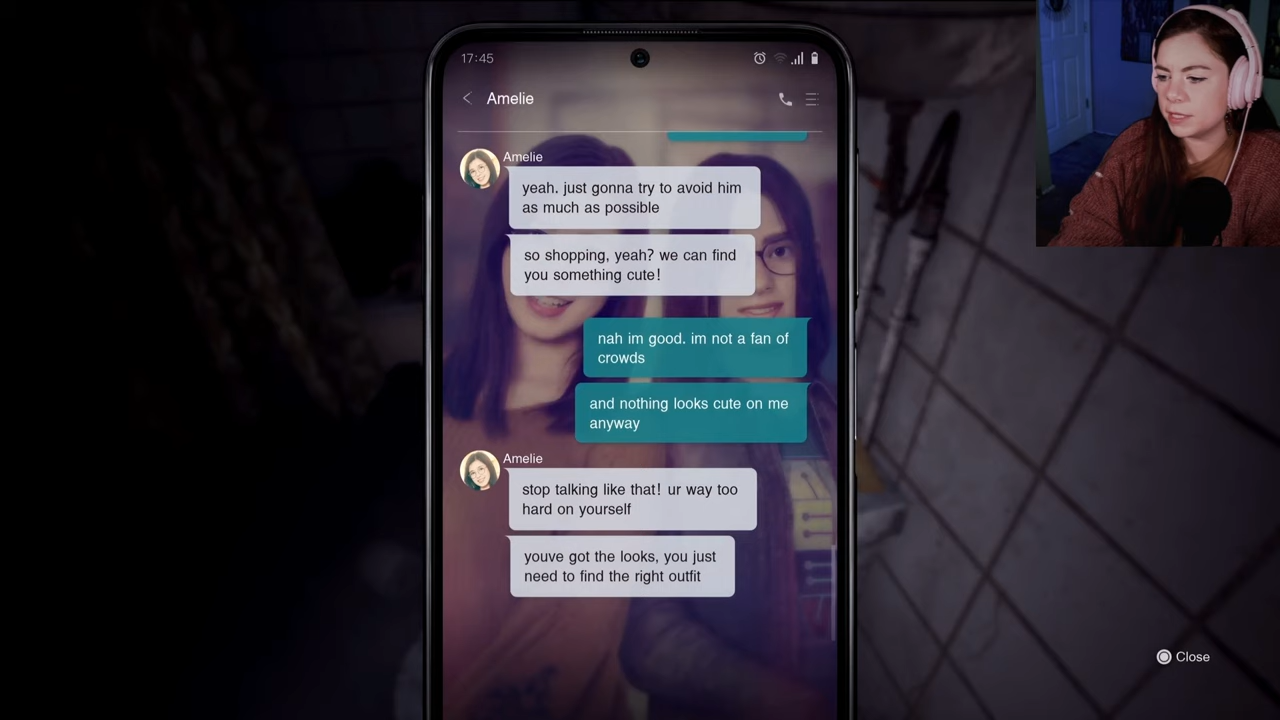 17:45
Amelie
Amelie
yeah. just gonna try to avoid him
as much as possible
so shopping, yeah? we can find
you something cute!
nah im good. im not a fan of
crowds
and nothing looks cute on me
anyway
Amelie
stop talking like that! ur way too
hard on yourself
youve got the looks, you just
need to find the right outfit
Close